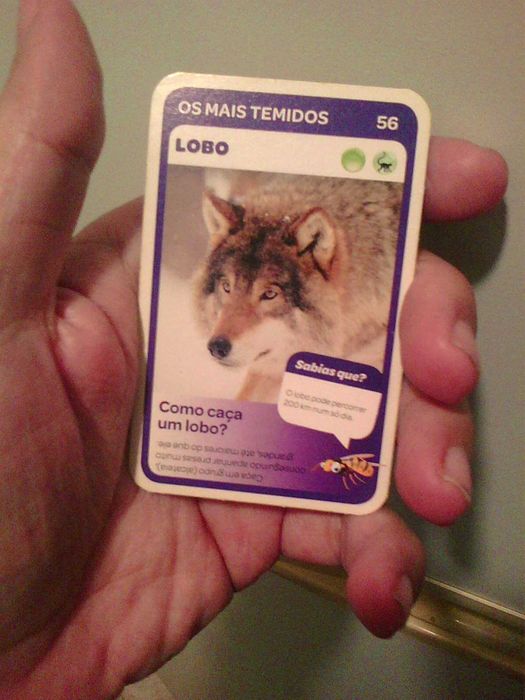 OS MAIS TEMIDOS
56
LOBO
Sabias que?
O lobo pode percorrer
200 km num só dia.
Como caça
um lobo?
Caça em grupo (alcateia),
conseguindo apanhar presas muito
grandes, até maiores do que ele.